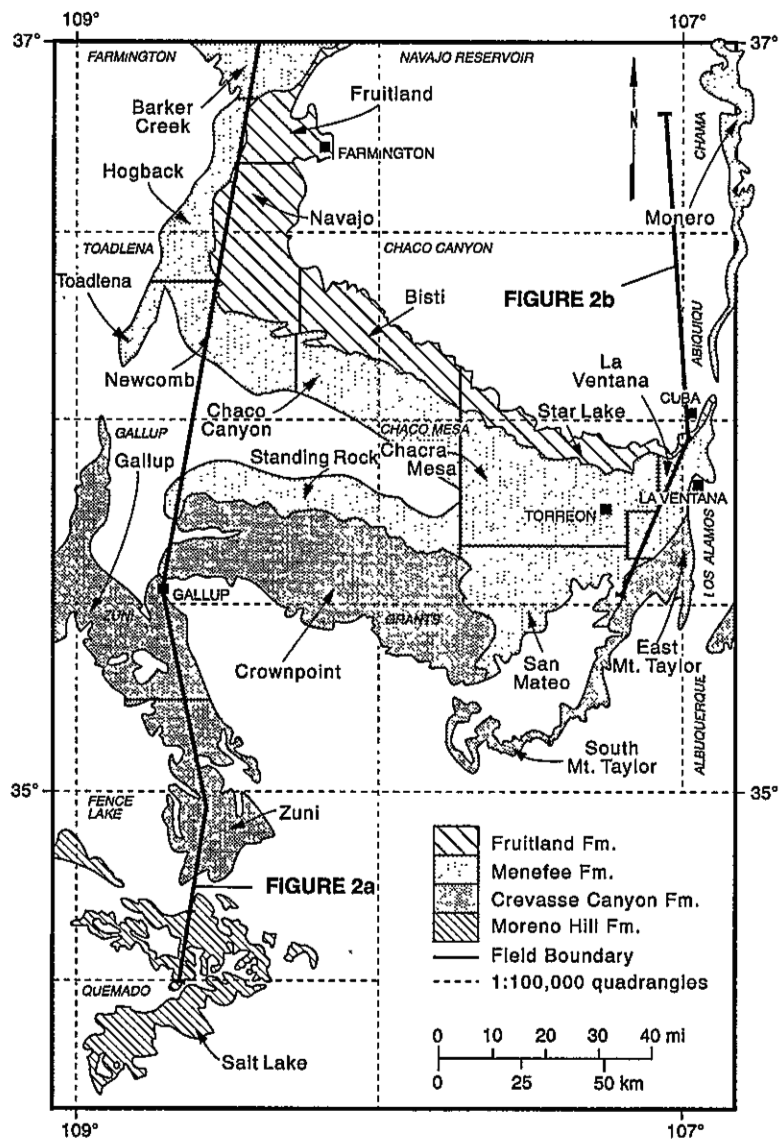 109°
107°
37°
37°
FARMINGTON
NAVAJO RESERVOIR
Barker
Creek
Fruitland
N
FARMINGTON
CHAMA
Hogback
Navajo
Monero
TOADLENA
CHACO CANYON
Toadlena
Bisti
FIGURE 2b
ABIQUIQU
Newcomb
La
Ventana
Chaco
Canyon
Star Lake
CUBA
GALLUP
CHACO MESA
Gallup
Standing Rock
Chacra
Mesa
LA VENTANA
TORREON
LOS ALAMOS
ZUNI
GALLUP
GRANTS
Crownpoint
San
Mateo
East
Mt. Taylor
ALBUQUERQUE
South
Mt. Taylor
35°
35°
FENCE
LAKE
Zuni
FIGURE 2a
Fruitland Fm.
Menefee Fm.
Crevasse Canyon Fm.
Moreno Hill Fm.
Field Boundary
1:100,000 quadrangles
QUEMADO
Salt Lake
0 10 20 30 40 mi
0 25 50 km
109°
107°